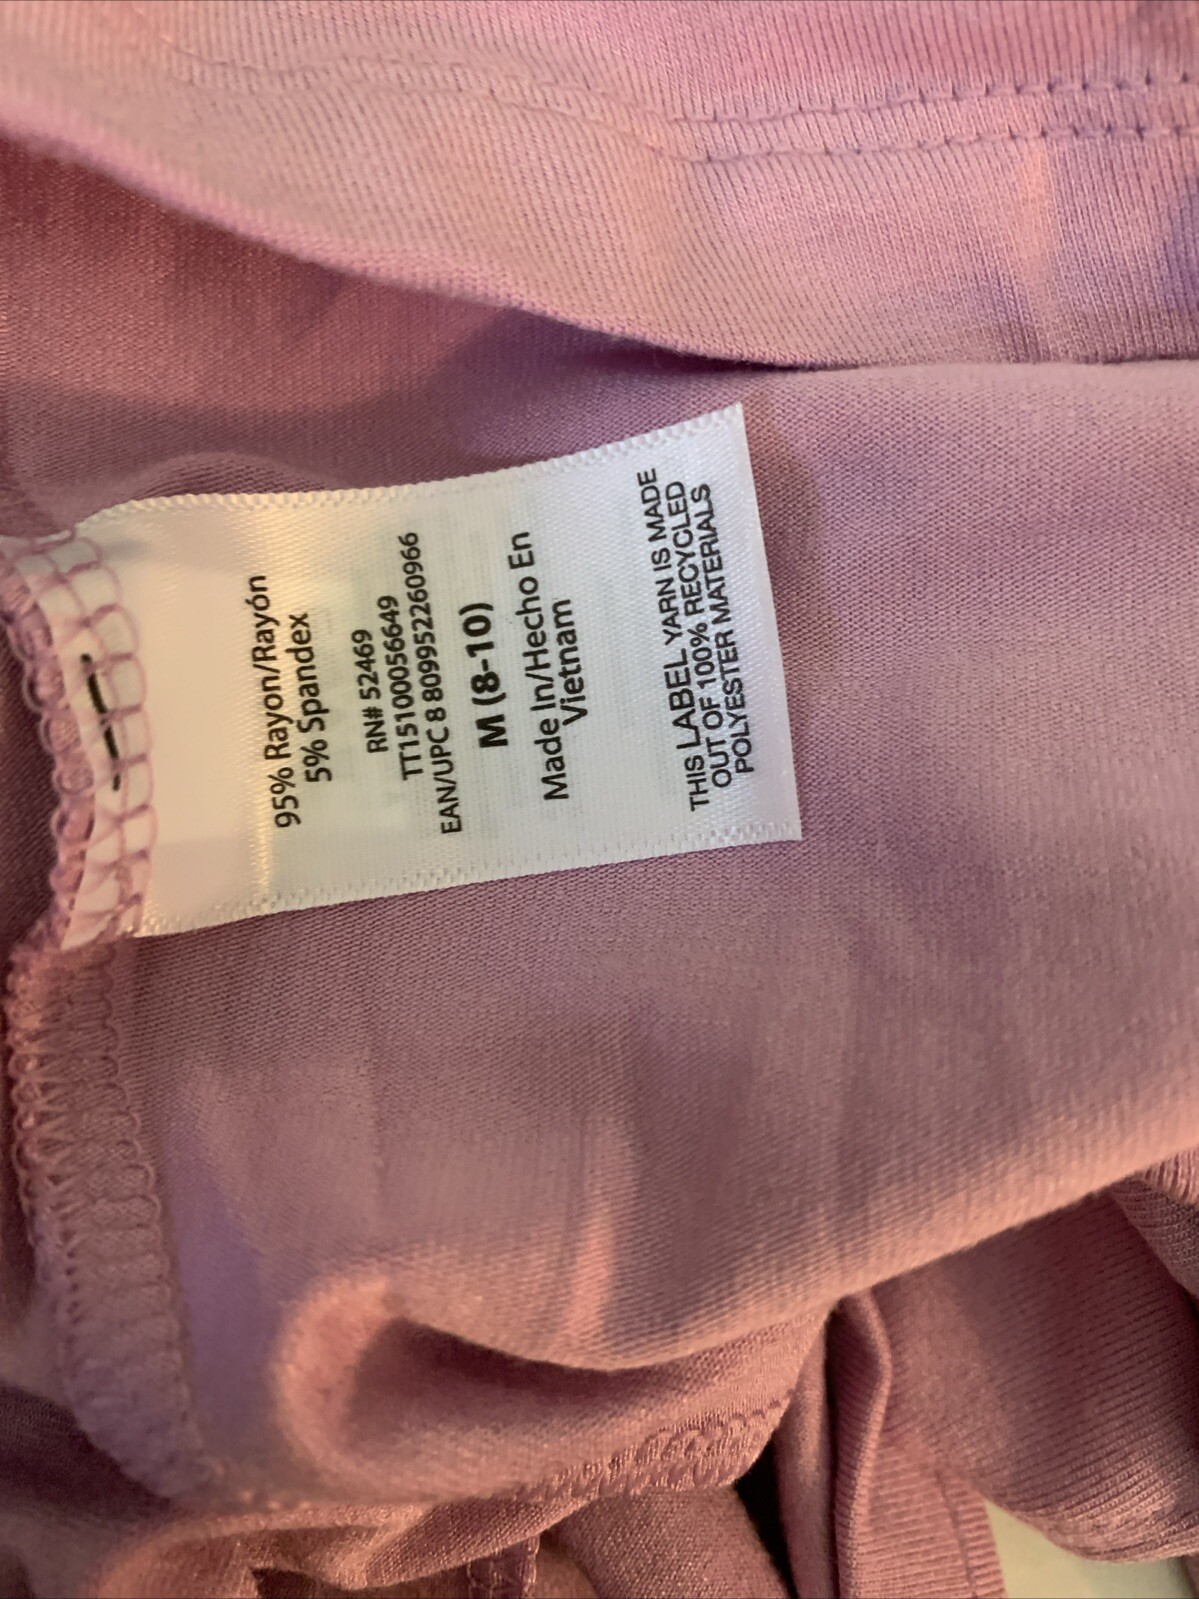 95% Rayon/Rayón
5% Spandex
RN# 52469
TT15100056649
EAN/UPC 8 809952260966
M (8-10)
Made In/Hecho En
Vietnam
THIS LABEL YARN IS MADE
OUT OF 100% RECYCLED
POLYESTER MATERIALS